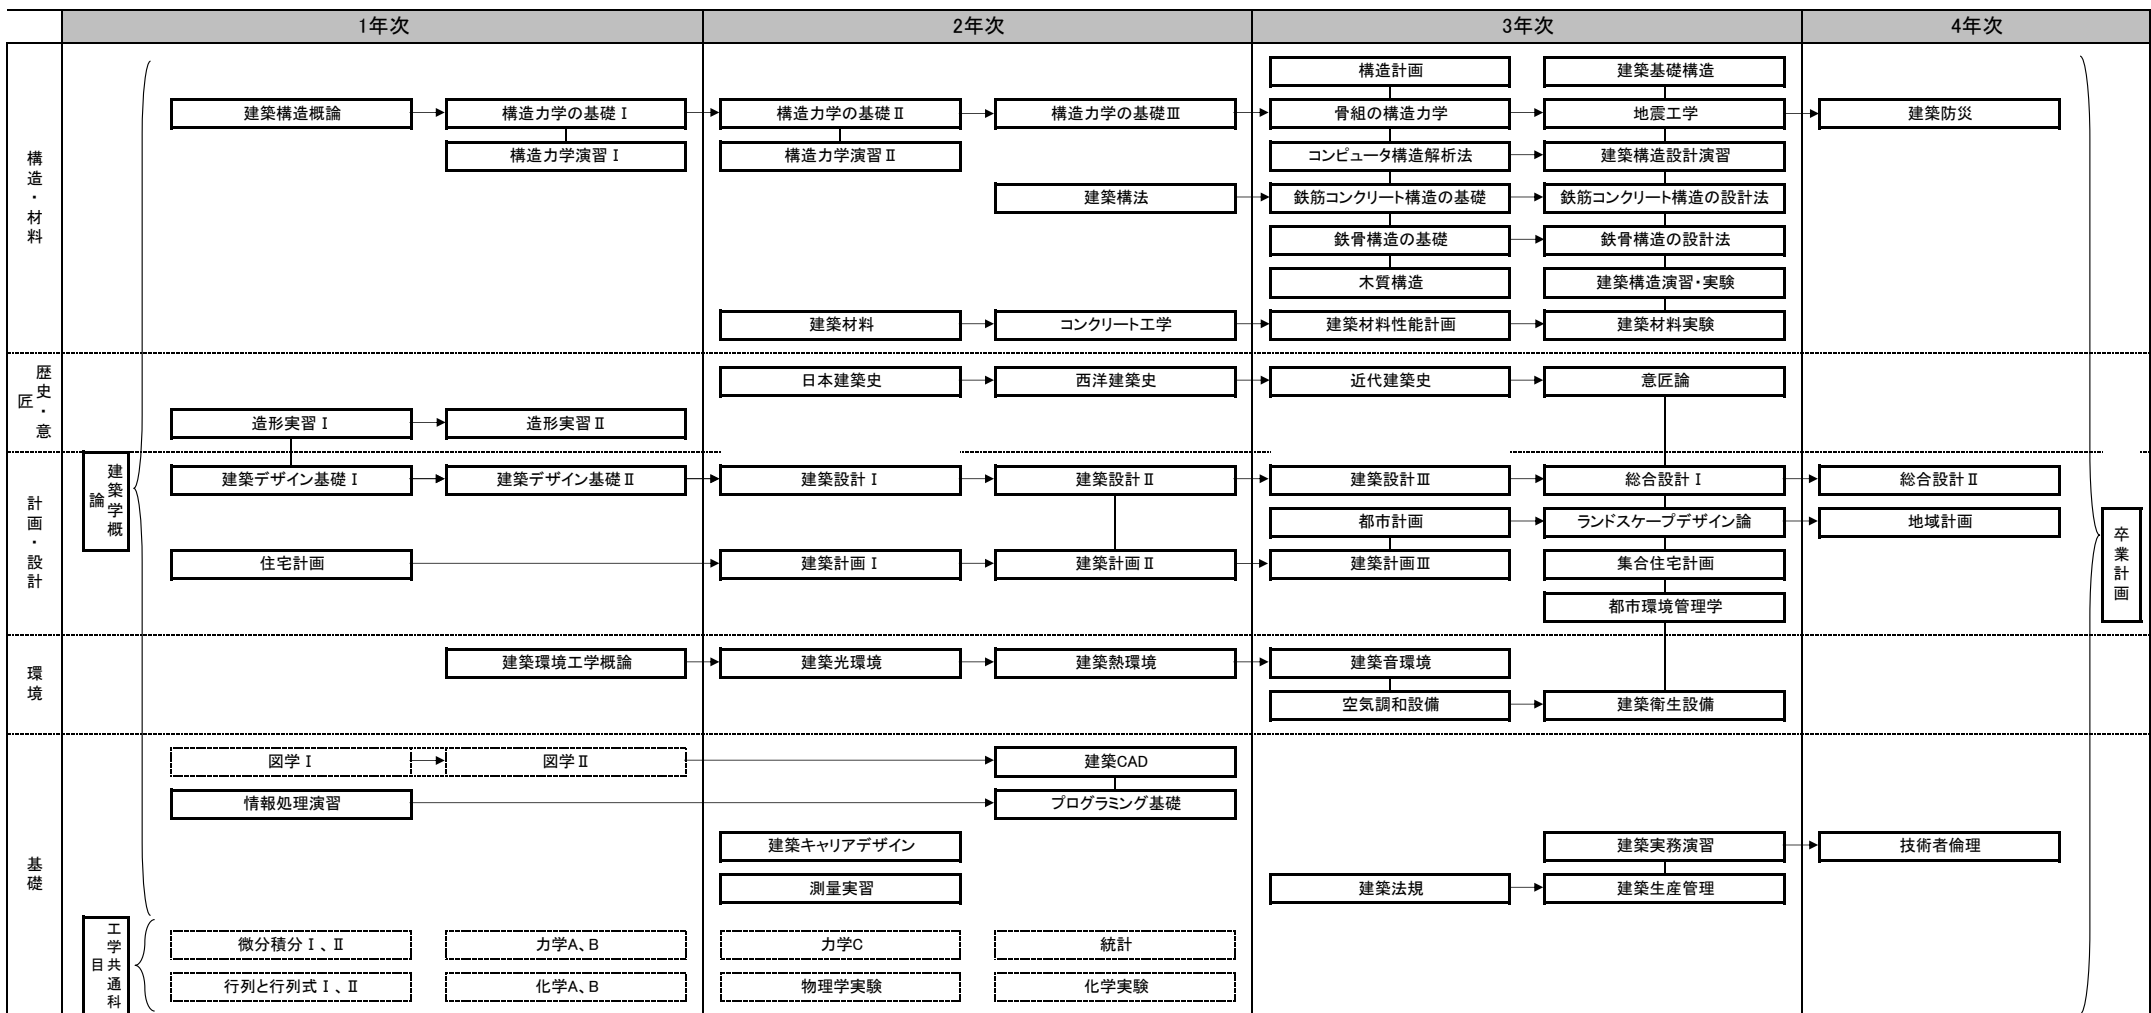 1年次 2年次 3年次 4年次
構造・材料
構造計画 建築基礎構造
建築構造概論 構造力学の基礎Ⅰ 構造力学の基礎Ⅱ 構造力学の基礎Ⅲ 骨組の構造力学 地震工学 建築防災
構造力学演習Ⅰ 構造力学演習Ⅱ コンピュータ構造解析法 建築構造設計演習
建築構法 鉄筋コンクリート構造の基礎 鉄筋コンクリート構造の設計法
鉄骨構造の基礎 鉄骨構造の設計法
木質構造 建築構造演習・実験
建築材料 コンクリート工学 建築材料性能計画 建築材料実験
歴史・意匠
日本建築史 西洋建築史 近代建築史 意匠論
造形実習Ⅰ 造形実習Ⅱ
建築学概論
計画・設計
建築デザイン基礎Ⅰ 建築デザイン基礎Ⅱ 建築設計Ⅰ 建築設計Ⅱ 建築設計Ⅲ 総合設計Ⅰ 総合設計Ⅱ
都市計画 ランドスケープデザイン論 地域計画
住宅計画 建築計画Ⅰ 建築計画Ⅱ 建築計画Ⅲ 集合住宅計画
都市環境管理学
卒業計画
環境
建築環境工学概論 建築光環境 建築熱環境 建築音環境
空気調和設備 建築衛生設備
基礎
図学Ⅰ 図学Ⅱ 建築CAD
情報処理演習 プログラミング基礎
建築キャリアデザイン 建築実務演習 技術者倫理
測量実習 建築法規 建築生産管理
工学共通科目
微分積分Ⅰ、Ⅱ 力学A、B 力学C 統計
行列と行列式Ⅰ、Ⅱ 化学A、B 物理学実験 化学実験